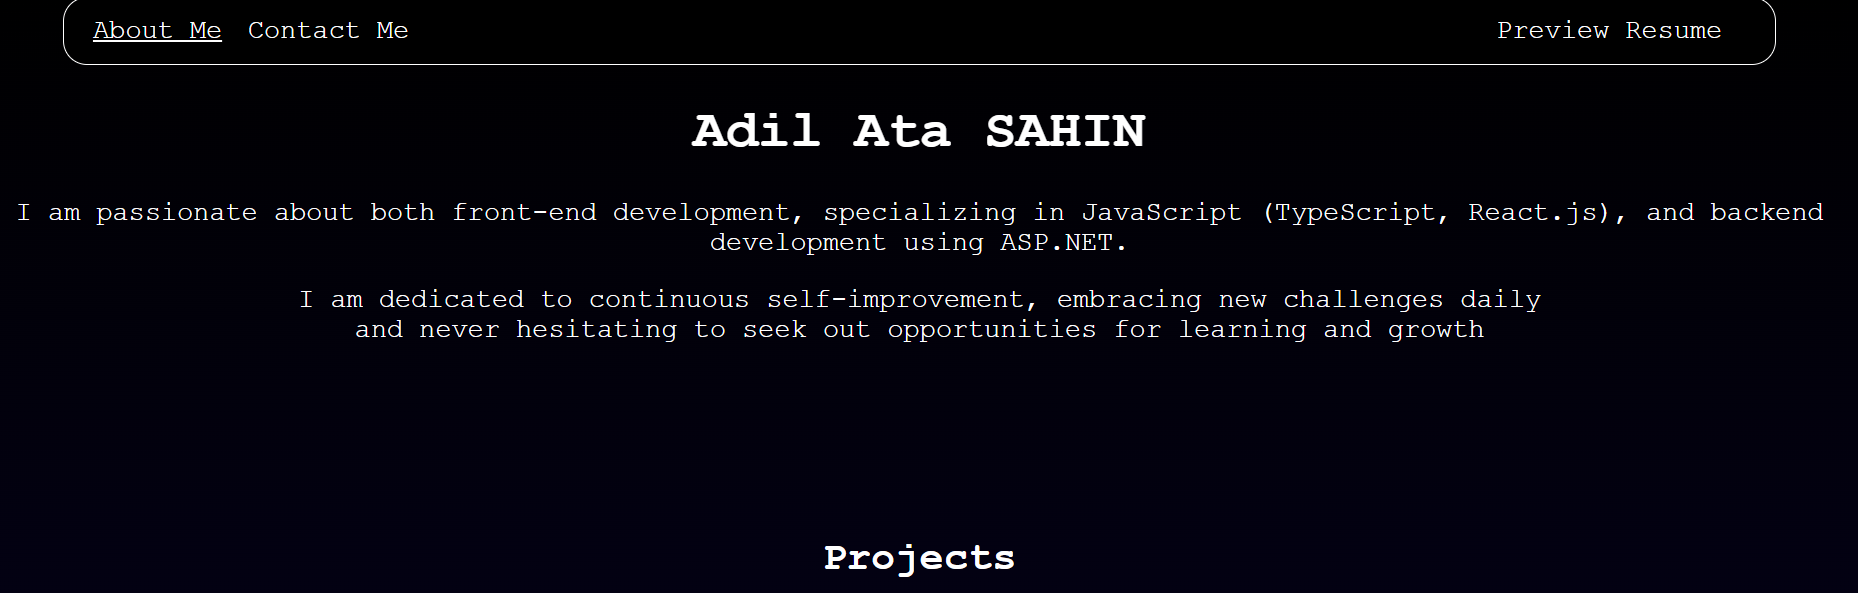 About Me Contact Me Preview Resume
Adil Ata SAHIN
I am passionate about both front-end development, specializing in JavaScript (TypeScript, React.js), and backend
development using ASP.NET.
I am dedicated to continuous self-improvement, embracing new challenges daily
and never hesitating to seek out opportunities for learning and growth
Projects